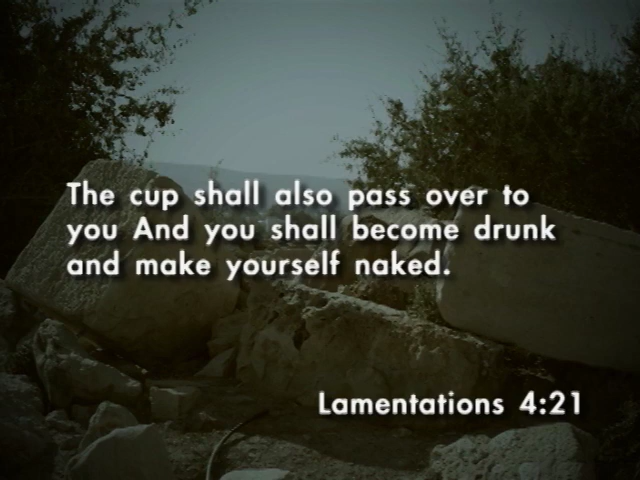 The cup shall also pass over to
you And you shall become drunk
and make yourself naked.
Lamentations 4:21